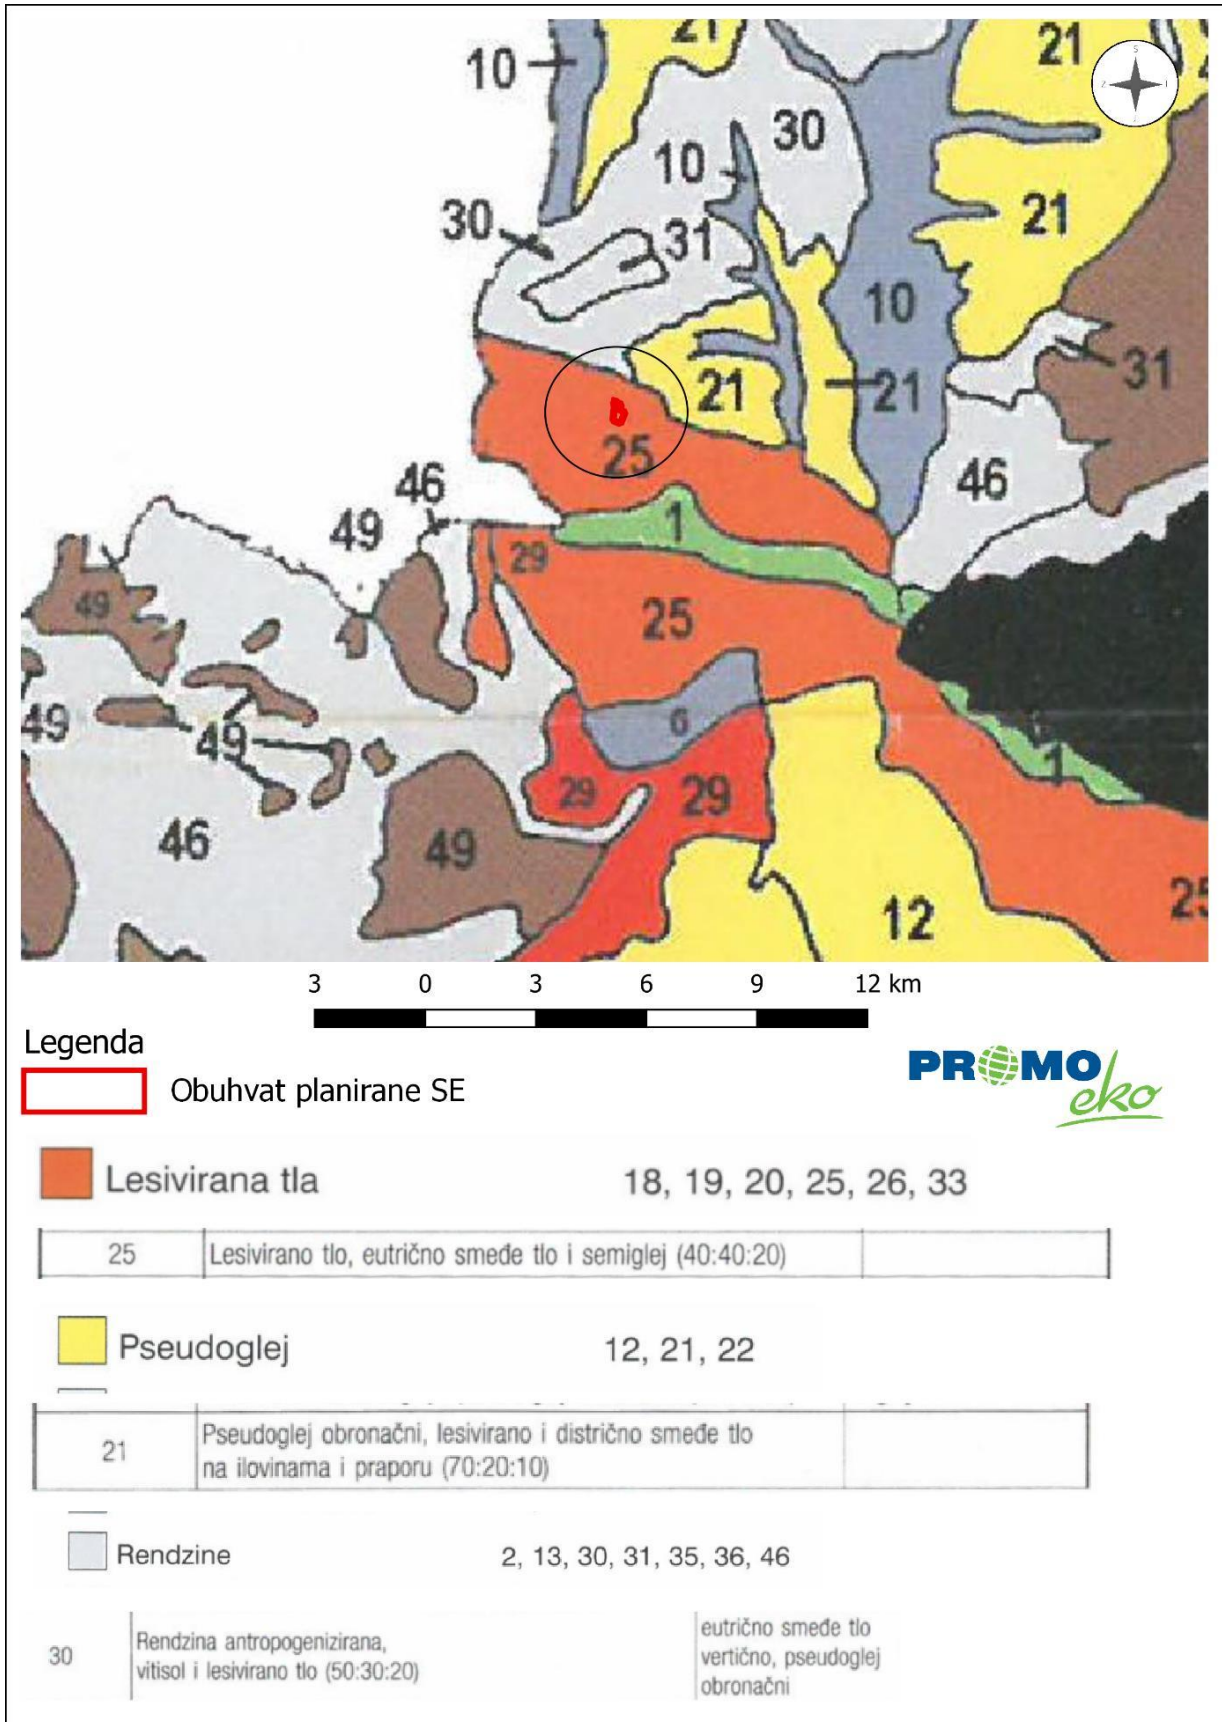 21
21
10
30
10
21
30
31
10
31
21
21
25
46
46
49
1
29
49
25
49
6
1
49
29
29
46
49
12
25
3 0 3 6 9 12 km
Legenda
Obuhvat planirane SE
PROMO
eko
Lesivirana tla 18, 19, 20, 25, 26, 33
25 Lesivirano tlo, eutrično smeđe tlo i semiglej (40:40:20)
Pseudoglej 12, 21, 22
21 Pseudoglej obronačni, lesivirano i distrično smeđe tlo
na ilovinama i praporu (70:20:10)
Rendzine 2, 13, 30, 31, 35, 36, 46
30 Rendzina antropogenizirana,
vitisol i lesivirano tlo (50:30:20)
eutrično smeđe tlo
vertično, pseudoglej
obronačni